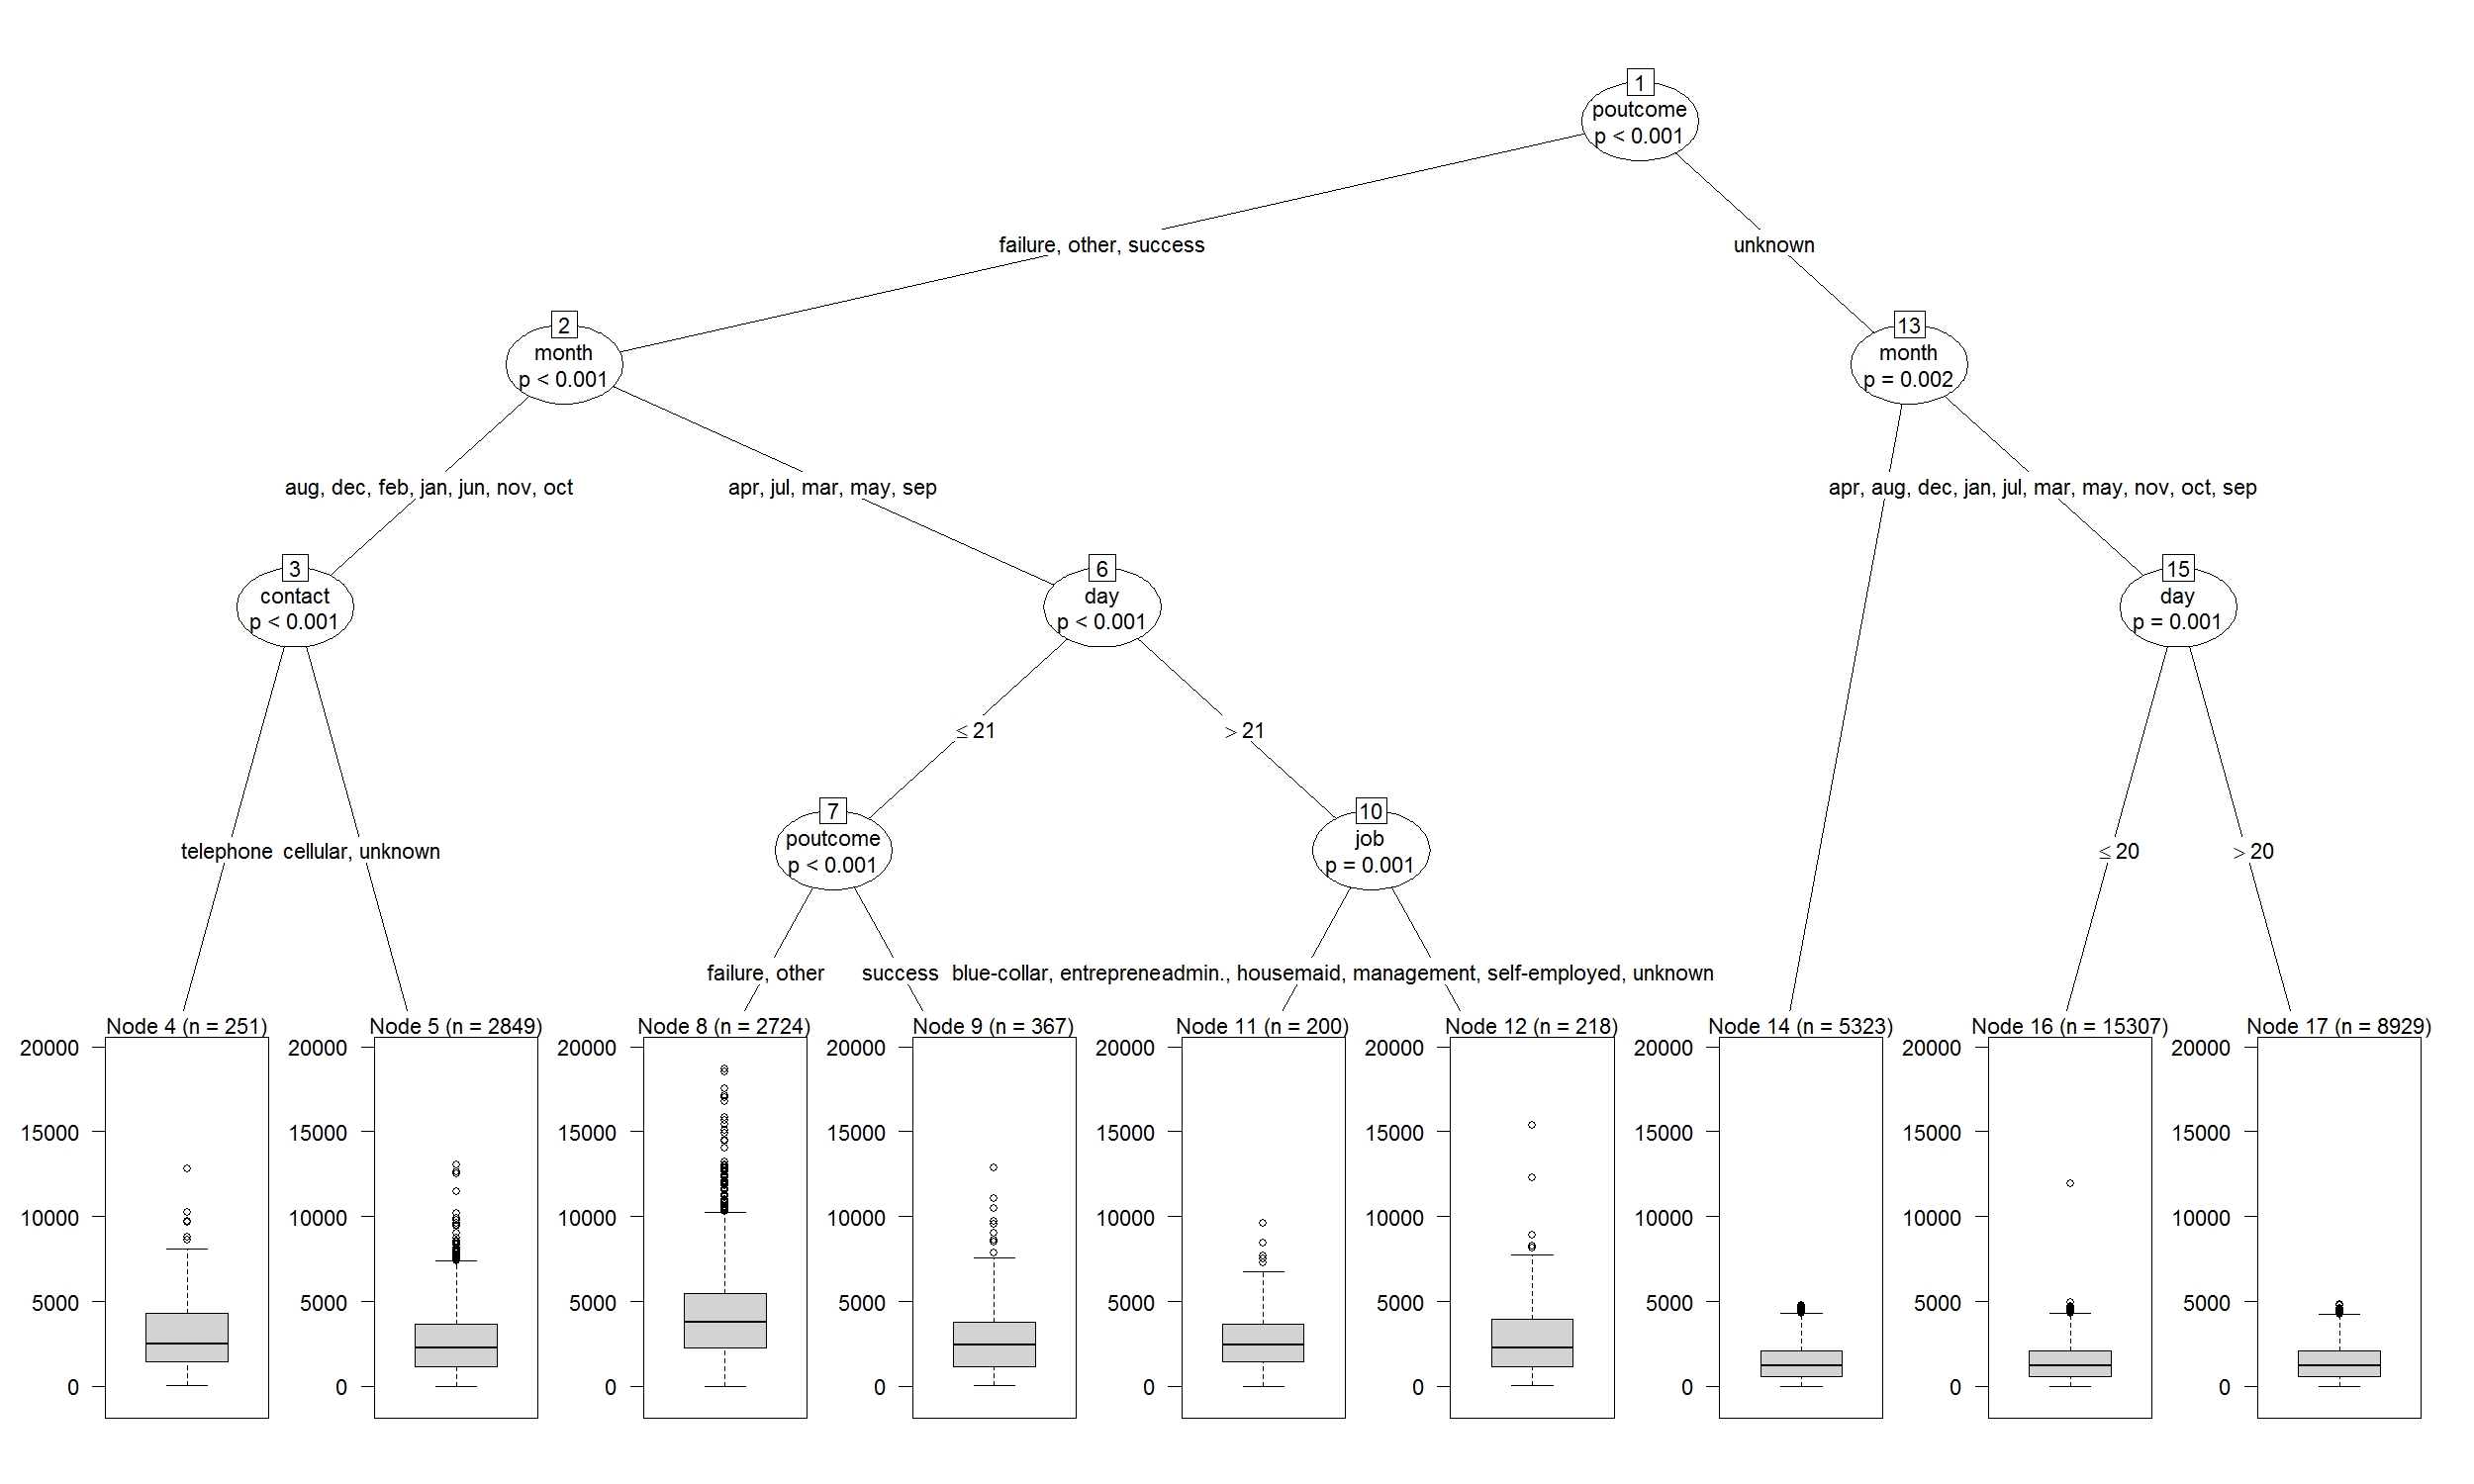 1
poutcome
p < 0.001
failure, other, success
unknown
2
month
p < 0.001
13
month
p = 0.002
aug, dec, feb, jan, jun, nov, oct
apr, jul, mar, may, sep
apr, aug, dec, jan, jul, mar, may, nov, oct, sep
3
contact
p < 0.001
6
day
p < 0.001
15
day
p = 0.001
≤ 21
> 21
7
poutcome
p < 0.001
10
job
p = 0.001
telephone
cellular, unknown
≤ 20
> 20
failure, other
success
blue-collar, entreprene
admin., housemaid, management, self-employed, unknown
Node 4 (n = 251)
20000
15000
10000
5000
0
Node 5 (n = 2849)
20000
15000
10000
5000
0
Node 8 (n = 2724)
20000
15000
10000
5000
0
Node 9 (n = 367)
20000
15000
10000
5000
0
Node 11 (n = 200)
20000
15000
10000
5000
0
Node 12 (n = 218)
20000
15000
10000
5000
0
Node 14 (n = 5323)
20000
15000
10000
5000
0
Node 16 (n = 15307)
20000
15000
10000
5000
0
Node 17 (n = 8929)
20000
15000
10000
5000
0